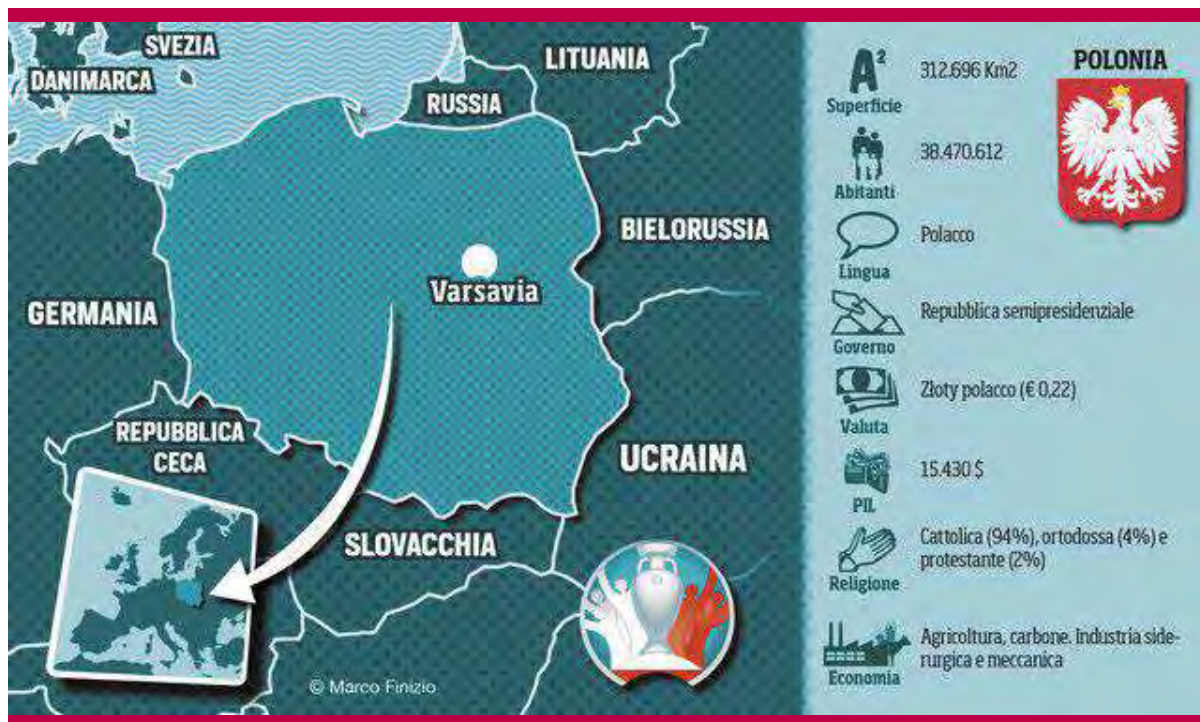 SVEZIA
DANIMARCA
LITUANIA
RUSSIA
BIELORUSSIA
Varsavia
GERMANIA
REPUBBLICA
CECA
UCRAINA
SLOVACCHIA
© Marco Finizio
POLONIA
A²
Superficie
312.696 Km2
Abitanti
38.470.612
Lingua
Polacco
Governo
Repubblica semipresidenziale
Valuta
Złoty polacco (€ 0,22)
PIL
15.430 $
Religione
Cattolica (94%), ortodossa (4%) e
protestante (2%)
Economia
Agricoltura, carbone. Industria side-
rurgica e meccanica